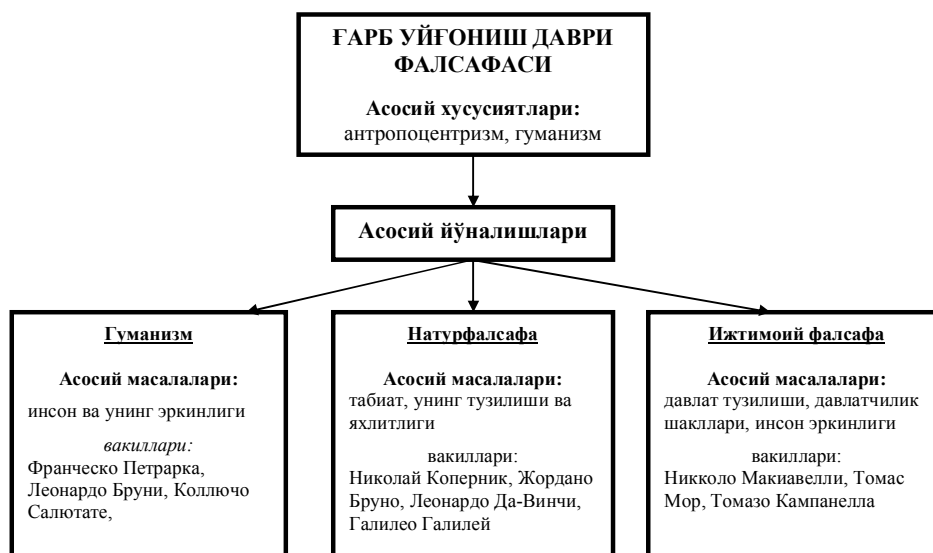 ҒАРБ УЙҒОНИШ ДАВРИ
ФАЛСАФАСИ
Асосий хусусиятлари:
антропоцентризм, гуманизм
Асосий йўналишлари
Гуманизм
Асосий масалалари:
инсон ва унинг эркинлиги
вакиллари:
Франческо Петрарка,
Леонардо Бруни, Коллючо
Салютате,
Натурфалсафа
Асосий масалалари:
табиат, унинг тузилиши ва
яхлитлиги
вакиллари:
Николай Коперник, Жордано
Бруно, Леонардо Да-Винчи,
Галилео Галилей
Ижтимоий фалсафа
Асосий масалалари:
давлат тузилиши, давлатчилик
шакллари, инсон эркинлиги
вакиллари:
Никколо Макиавелли, Томас
Мор, Томазо Кампанелла